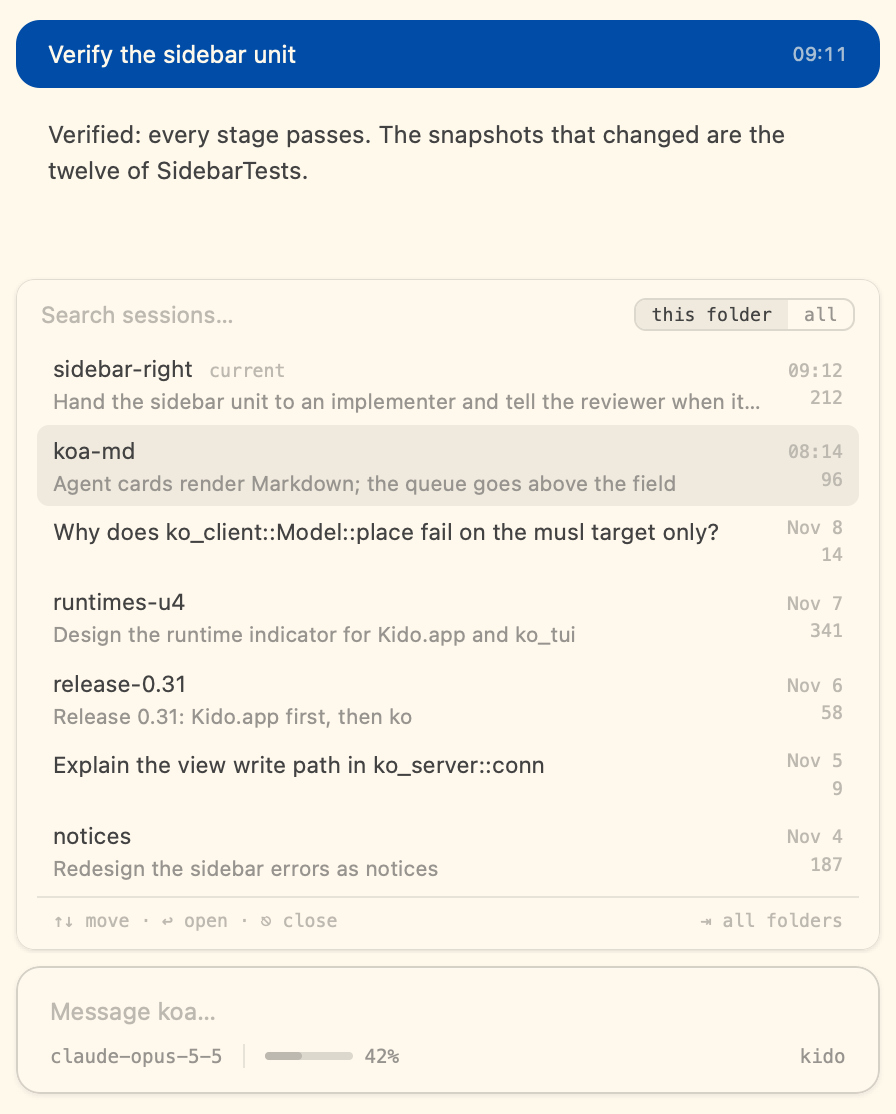 Verify the sidebar unit 09:11
Verified: every stage passes. The snapshots that changed are the
twelve of SidebarTests.
Search sessions… this folder all
sidebar-right current 09:12
Hand the sidebar unit to an implementer and tell the reviewer when it… 212
koa-md 08:14
Agent cards render Markdown; the queue goes above the field 96
Why does ko_client::Model::place fail on the musl target only? Nov 8
14
runtimes-u4 Nov 7
Design the runtime indicator for Kido.app and ko_tui 341
release-0.31 Nov 6
Release 0.31: Kido.app first, then ko 58
Explain the view write path in ko_server::conn Nov 5
9
notices Nov 4
Redesign the sidebar errors as notices 187
↑↓ move · ↩ open · ⎋ close ⇥ all folders
Message koa…
claude-opus-5-5 42% kido